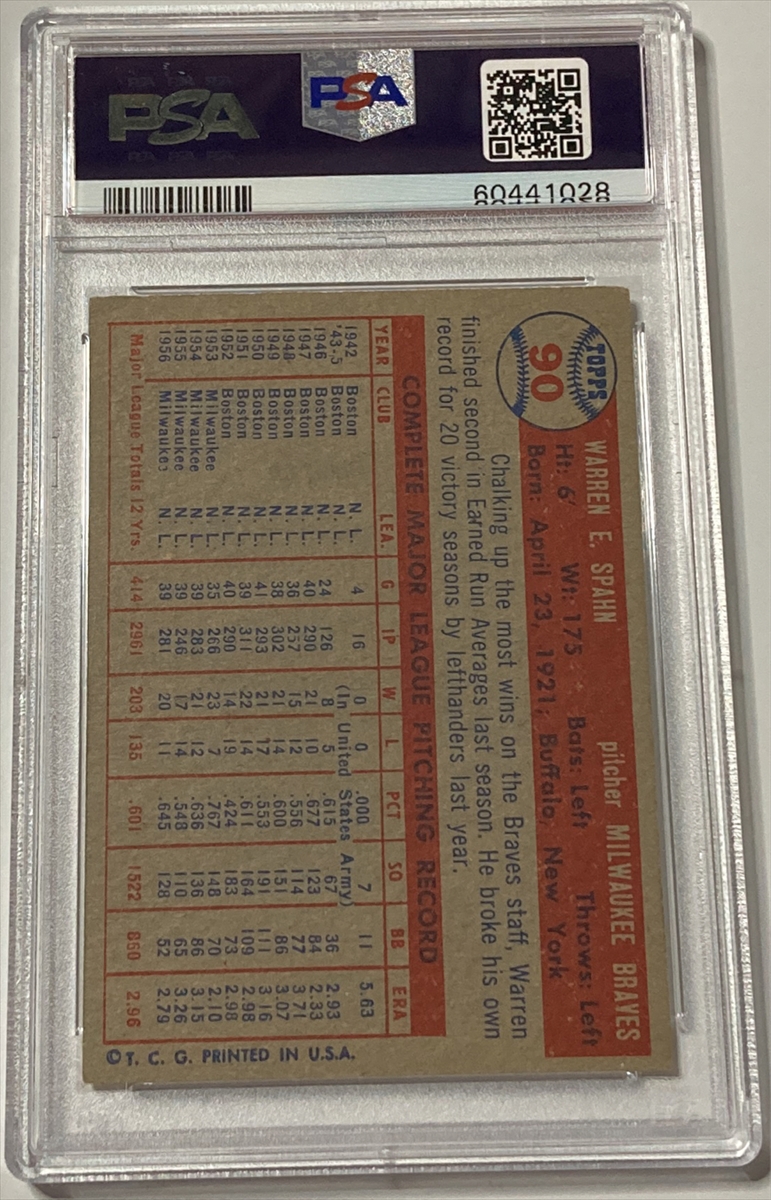 PSA
PSA
60441028
TOPPS
90
WARREN E. SPAHN pitcher MILWAUKEE BRAVES
Ht: 6' Wt: 175 Bats: Left Throws: Left
Born: April 23, 1921; Buffalo, New York
Chalking up the most wins on the Braves staff, Warren
finished second in Earned Run Averages last season. He broke his own
record for 20 victory seasons by lefthanders last year.
COMPLETE MAJOR LEAGUE PITCHING RECORD
YEAR CLUB LEA. G IP W L PCT SO BB ERA
1942 Boston N. L. 4 16 0 0 .000 7 11 5.63
'43-5 Boston N. L. (In United States Army)
1946 Boston N. L. 24 126 8 5 .615 67 36 2.93
1947 Boston N. L. 40 290 21 10 .677 123 84 2.33
1948 Boston N. L. 36 257 15 12 .556 114 77 3.71
1949 Boston N. L. 38 302 21 14 .600 151 86 3.07
1950 Boston N. L. 41 293 21 17 .553 191 111 3.16
1951 Boston N. L. 39 311 22 14 .611 164 109 2.98
1952 Boston N. L. 40 290 14 19 .424 183 73 2.98
1953 Milwaukee N. L. 35 266 23 7 .767 148 70 2.10
1954 Milwaukee N. L. 39 283 21 12 .636 136 86 3.15
1955 Milwaukee N. L. 39 246 17 14 .548 110 65 3.26
1956 Milwaukee N. L. 39 281 20 11 .645 128 52 2.79
Major League Totals 12 Yrs. 414 2961 203 135 .601 1522 860 2.96
©T. C. G. PRINTED IN U.S.A.